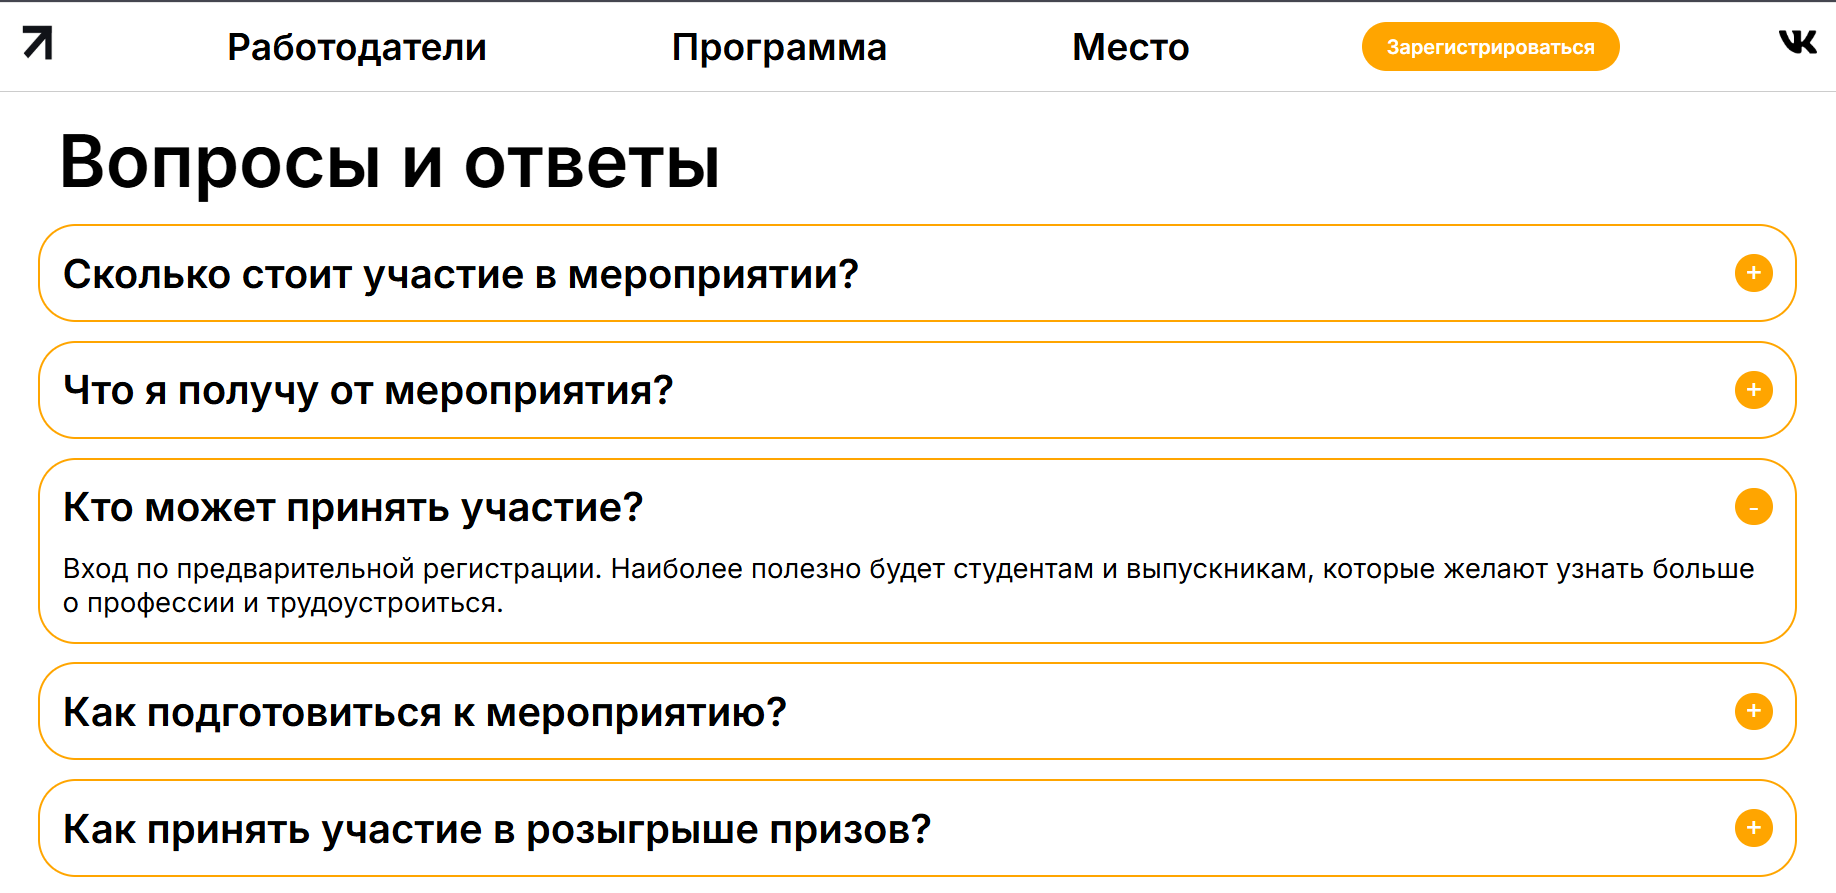 Работодатели Программа Место Зарегистрироваться
Вопросы и ответы
Сколько стоит участие в мероприятии? +
Что я получу от мероприятия? +
Кто может принять участие? -
Вход по предварительной регистрации. Наиболее полезно будет студентам и выпускникам, которые желают узнать больше
о профессии и трудоустроиться.
Как подготовиться к мероприятию? +
Как принять участие в розыгрыше призов? +